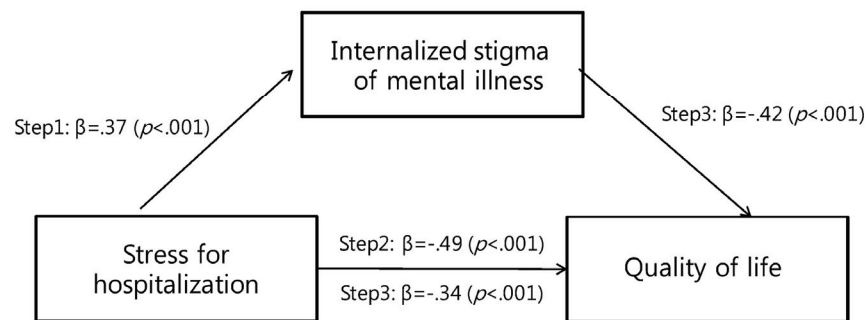 Internalized stigma
of mental illness
Step1: β=.37 (p<.001)
Step3: β=-.42 (p<.001)
Stress for
hospitalization
Step2: β=-.49 (p<.001)
Step3: β=-.34 (p<.001)
Quality of life